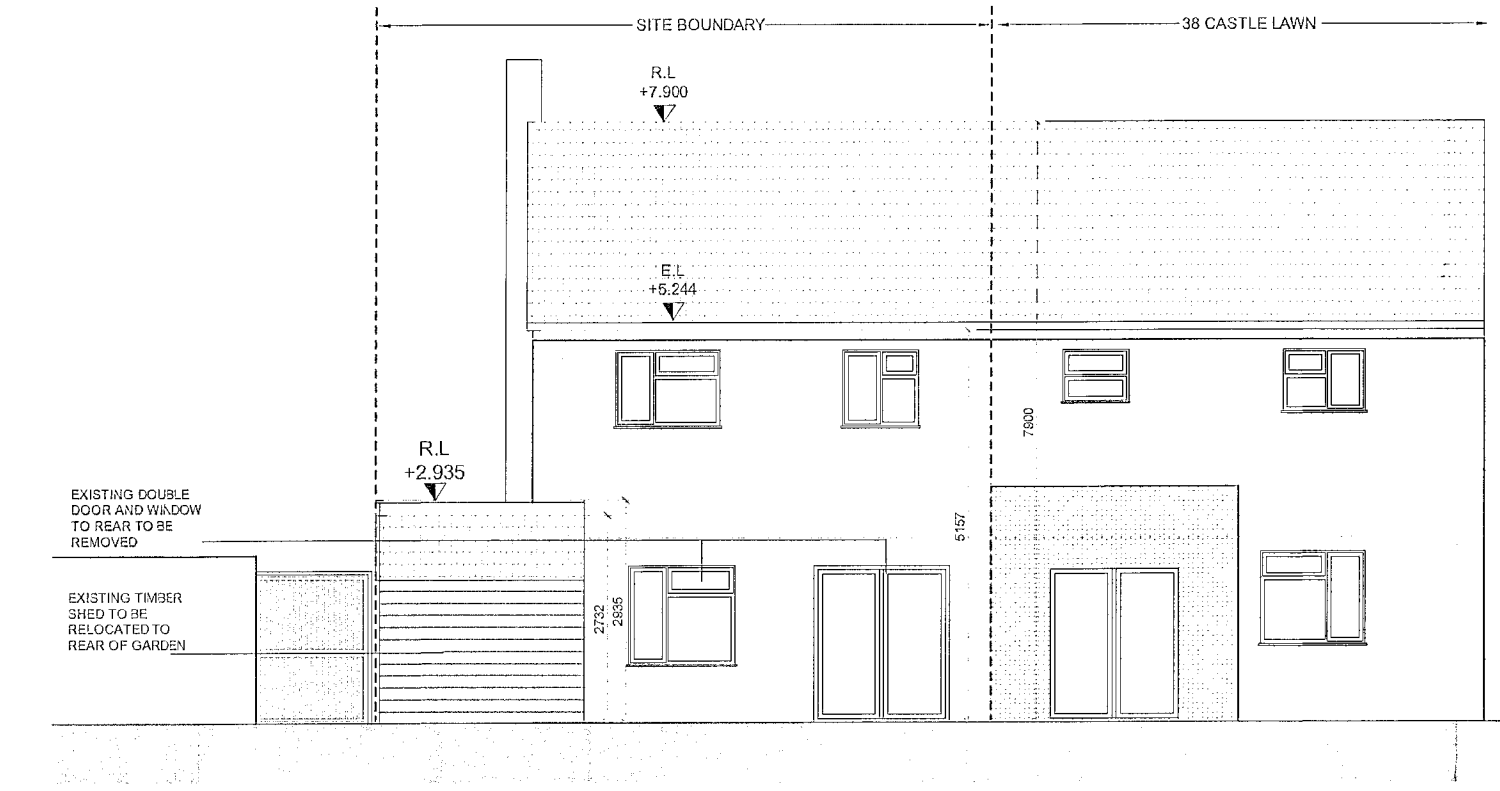 SITE BOUNDARY
38 CASTLE LAWN
R.L
+7.900
E.L
+5.244
R.L
+2.935
7900
5157
2732
2935
EXISTING DOUBLE
DOOR AND WINDOW
TO REAR TO BE
REMOVED
EXISTING TIMBER
SHED TO BE
RELOCATED TO
REAR OF GARDEN